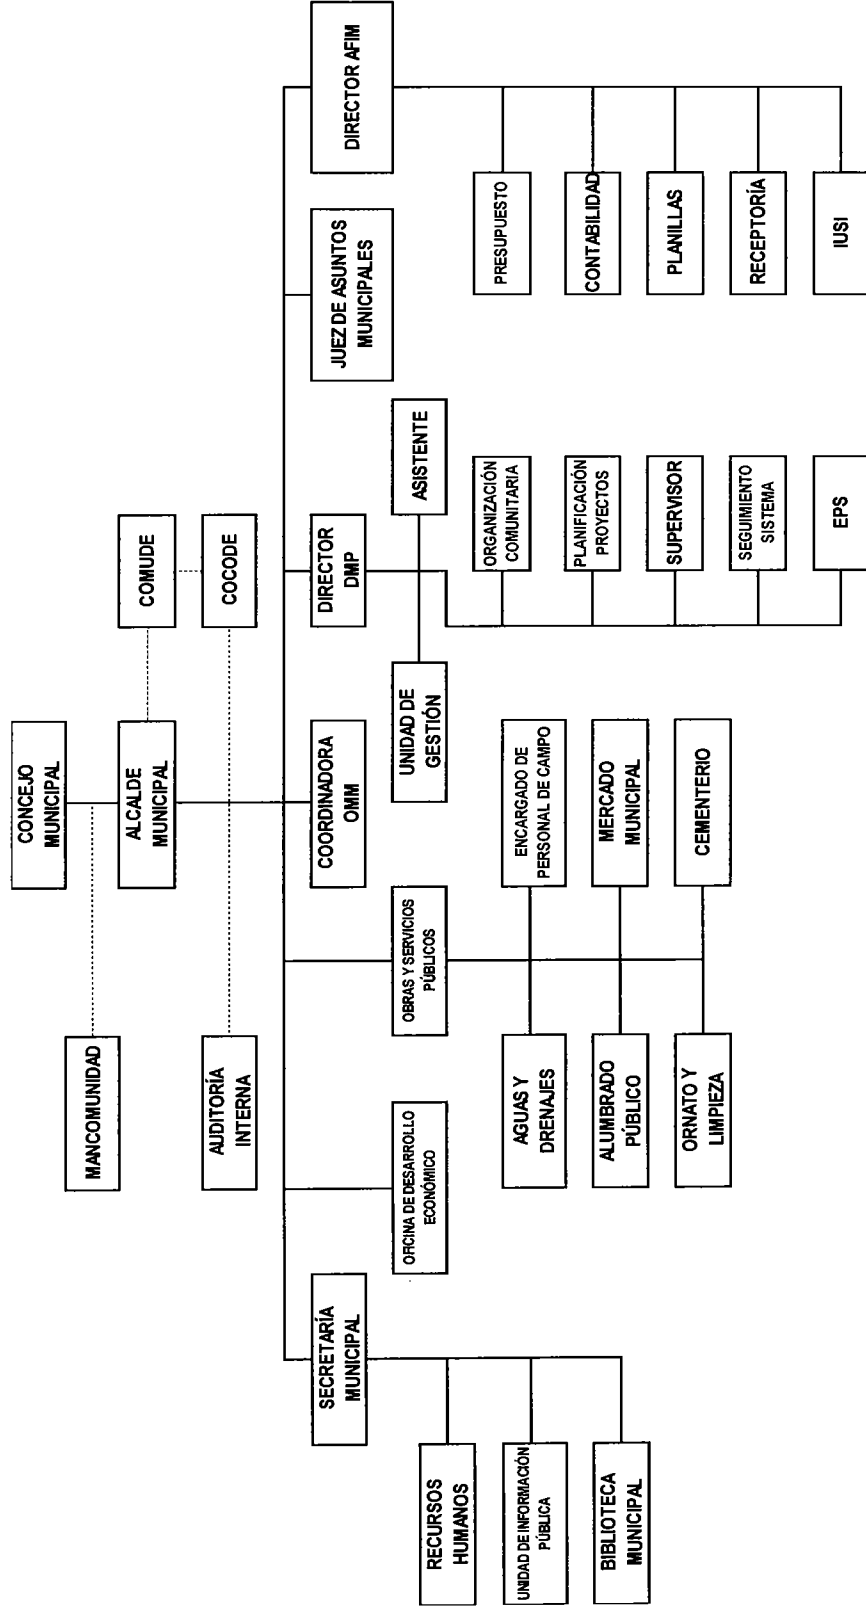 CONCEJO
MUNICIPAL
MANCOMUNIDAD
ALCALDE
MUNICIPAL
COMUDE
AUDITORÍA
INTERNA
COCODE
SECRETARÍA
MUNICIPAL
COORDINADORA
OMM
DIRECTOR
DMP
JUEZ DE ASUNTOS
MUNICIPALES
DIRECTOR AFIM
OFICINA DE DESARROLLO
ECONÓMICO
OBRAS Y SERVICIOS
PÚBLICOS
UNIDAD DE
GESTIÓN
ASISTENTE
RECURSOS
HUMANOS
UNIDAD DE INFORMACIÓN
PÚBLICA
BIBLIOTECA
MUNICIPAL
AGUAS Y
DRENAJES
ENCARGADO DE
PERSONAL DE CAMPO
ALUMBRADO
PÚBLICO
MERCADO
MUNICIPAL
ORNATO Y
LIMPIEZA
CEMENTERIO
ORGANIZACIÓN
COMUNITARIA
PLANIFICACIÓN
PROYECTOS
SUPERVISOR
SEGUIMIENTO
SISTEMA
EPS
PRESUPUESTO
CONTABILIDAD
PLANILLAS
RECEPTORÍA
IUSI